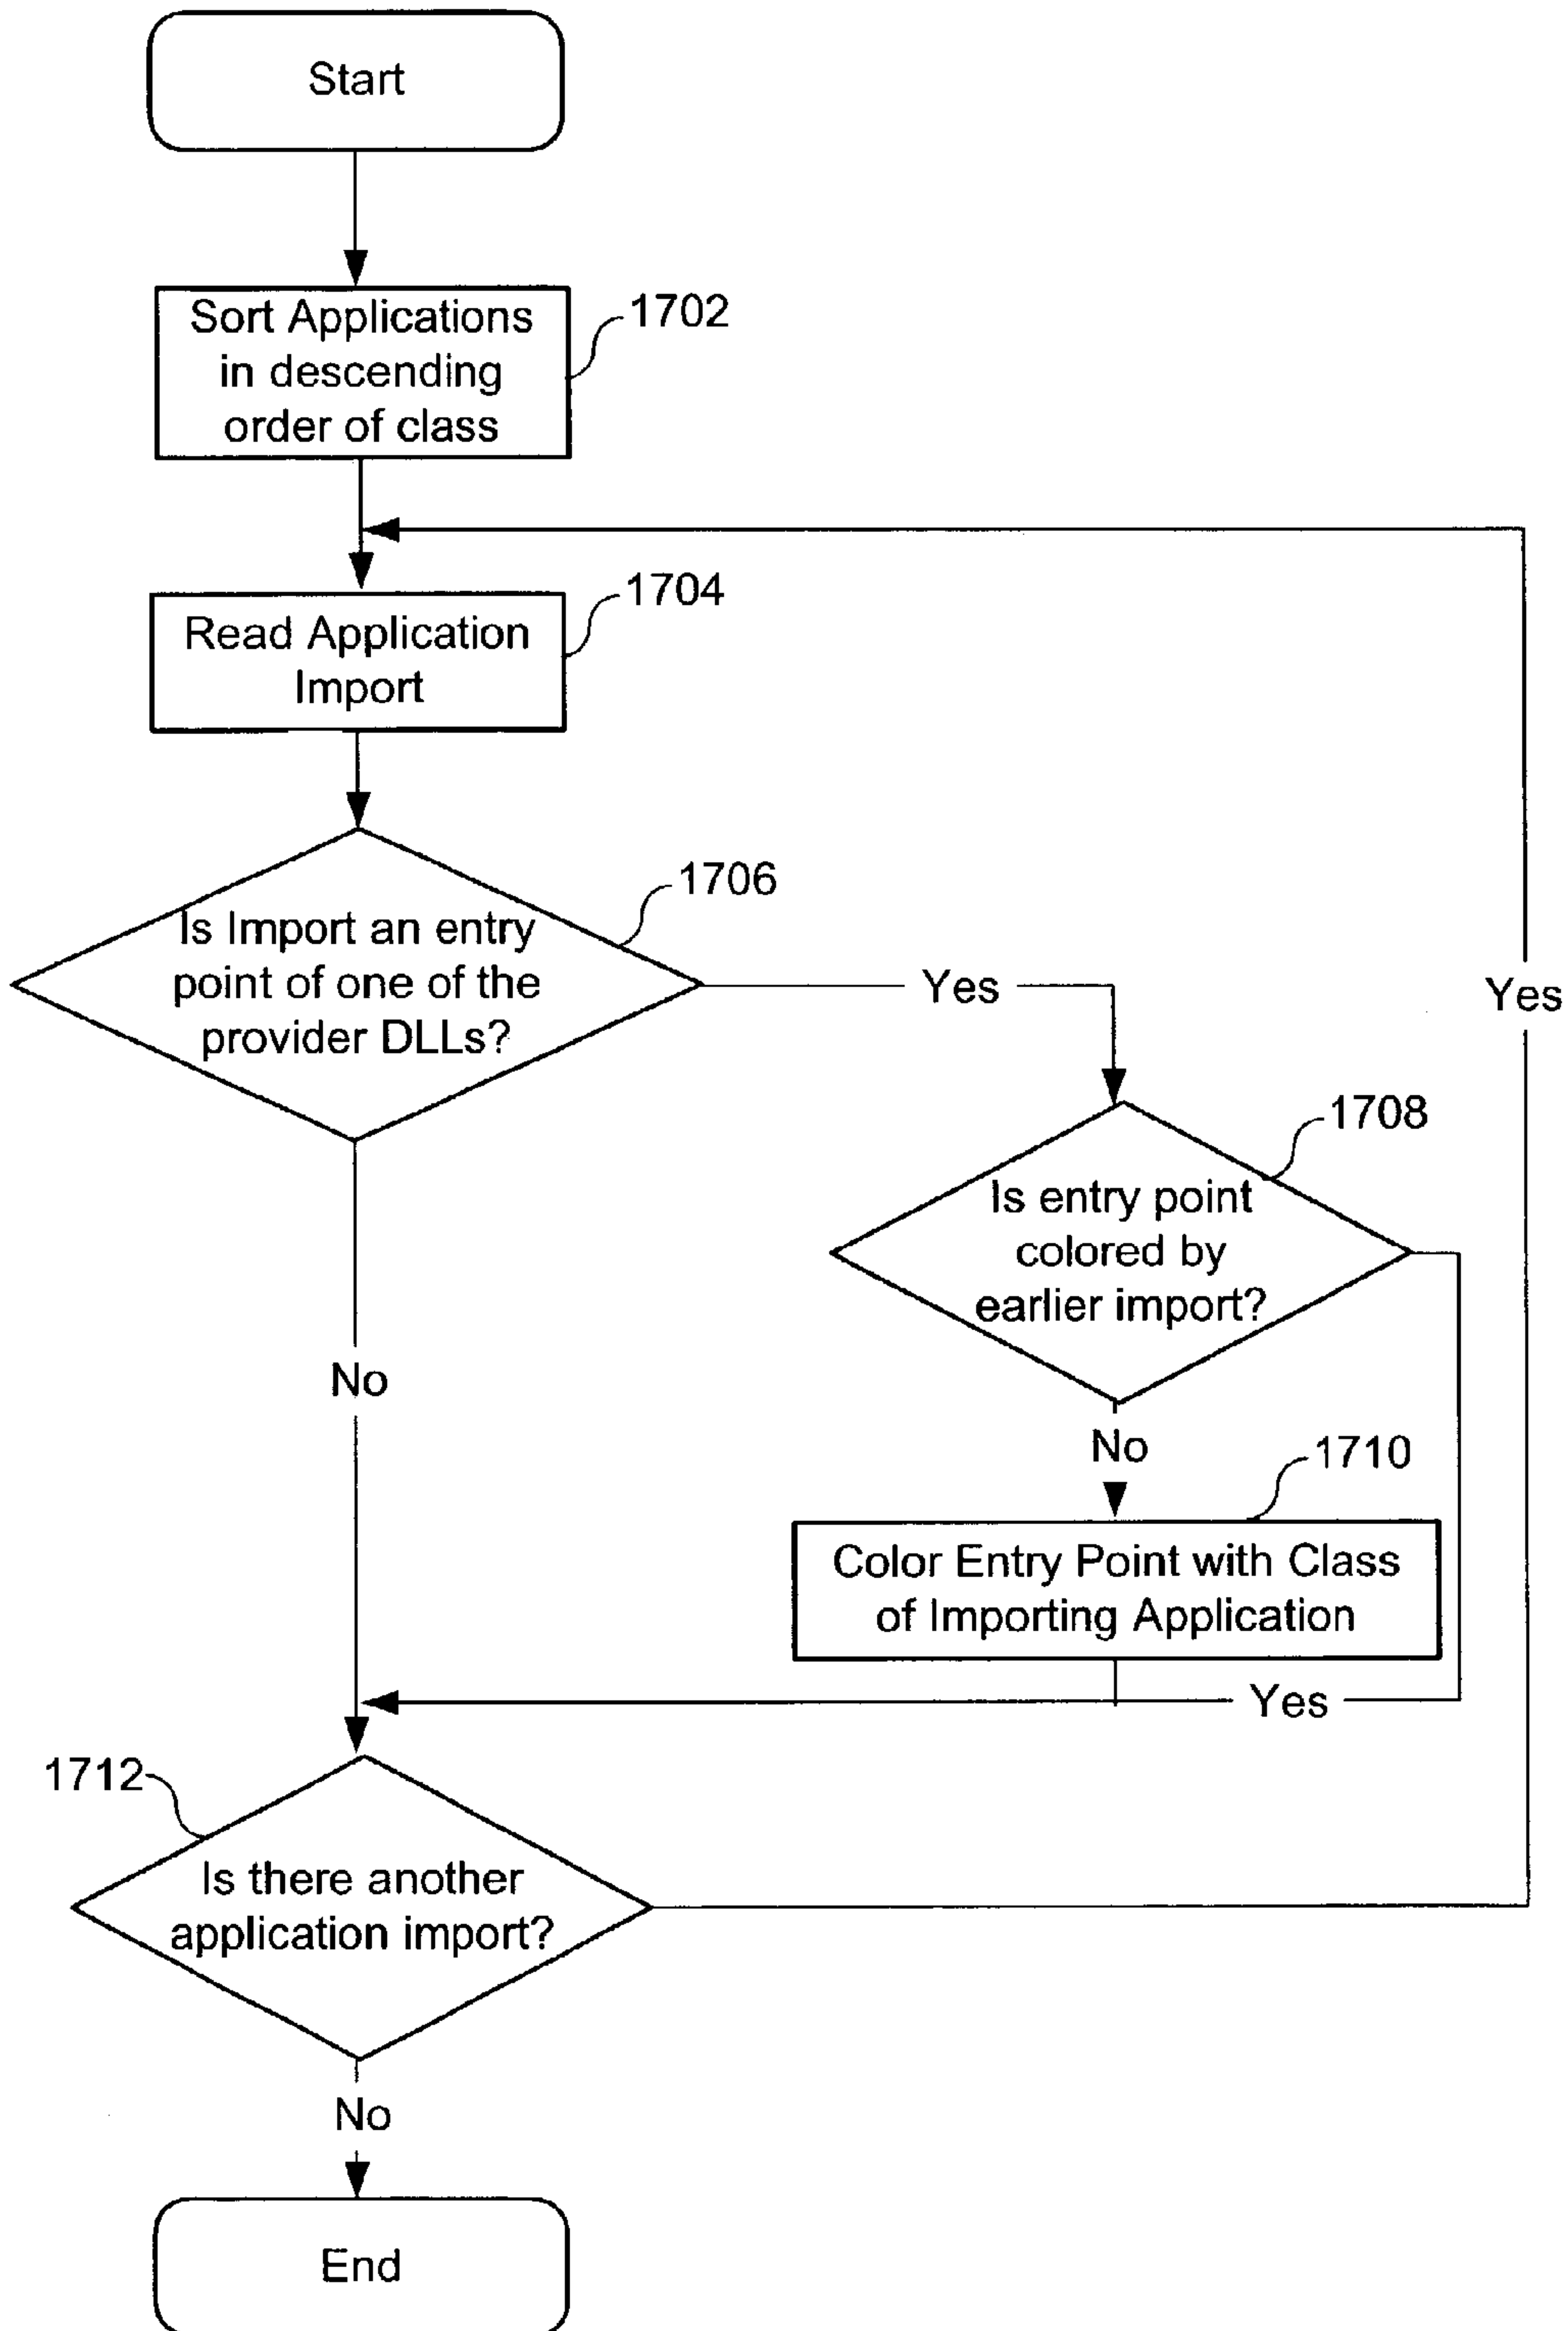 Start
Sort Applications
in descending
order of class
1702
Read Application
Import
1704
Is Import an entry
point of one of the
provider DLLs?
1706
Yes
Yes
Is entry point
colored by
earlier import?
1708
No
No
1710
Color Entry Point with Class
of Importing Application
Yes
1712
Is there another
application import?
No
End